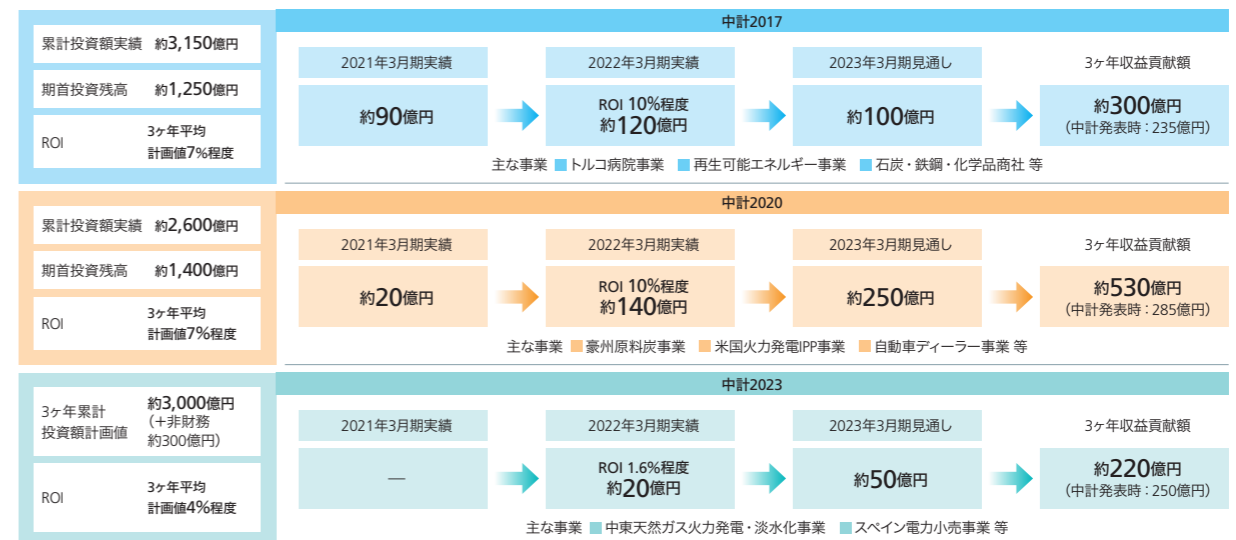 中計2017
累計投資額実績 約3,150億円
期首投資残高 約1,250億円
ROI 3ヶ年平均
計画値7%程度
2021年3月期実績 2022年3月期実績 2023年3月期見通し 3ヶ年収益貢献額
約90億円
ROI 10%程度
約120億円
約100億円
約300億円
(中計発表時:235億円)
主な事業 トルコ病院事業 再生可能エネルギー事業 石炭・鉄鋼・化学品商社 等
中計2020
累計投資額実績 約2,600億円
期首投資残高 約1,400億円
ROI 3ヶ年平均
計画値7%程度
2021年3月期実績 2022年3月期実績 2023年3月期見通し 3ヶ年収益貢献額
約20億円
ROI 10%程度
約140億円
約250億円
約530億円
(中計発表時:285億円)
主な事業 豪州原料炭事業 米国火力発電IPP事業 自動車ディーラー事業 等
中計2023
3ヶ年累計
投資額計画値
約3,000億円
(+非財務
約300億円)
ROI 3ヶ年平均
計画値4%程度
2021年3月期実績 2022年3月期実績 2023年3月期見通し 3ヶ年収益貢献額
—
ROI 1.6%程度
約20億円
約50億円
約220億円
(中計発表時:250億円)
主な事業 中東天然ガス火力発電・淡水化事業 スペイン電力小売事業 等